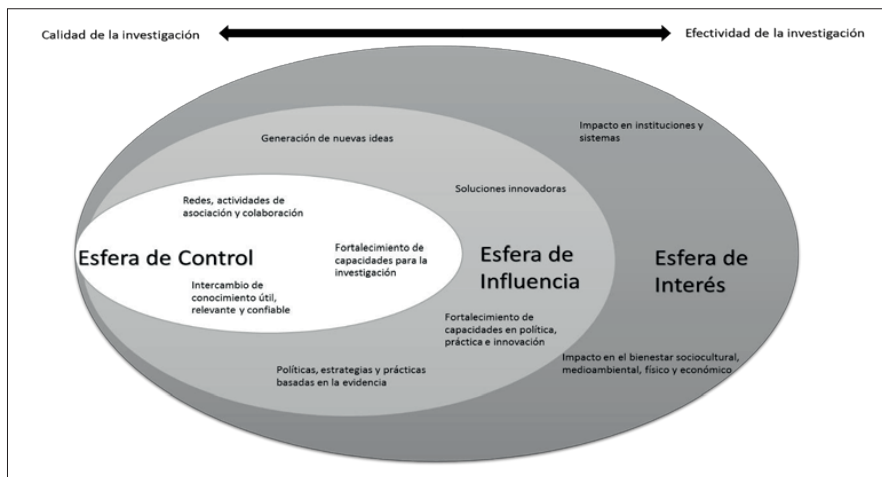 Calidad de la investigación
Efectividad de la investigación
Generación de nuevas ideas
Impacto en instituciones y
sistemas
Soluciones innovadoras
Redes, actividades de
asociación y colaboración
Esfera de Control
Fortalecimiento de
capacidades para la
investigación
Esfera de
Influencia
Esfera de
Interés
Intercambio de
conocimiento útil,
relevante y confiable
Fortalecimiento de
capacidades en política,
práctica e innovación
Políticas, estrategias y prácticas
basadas en la evidencia
Impacto en el bienestar sociocultural,
medioambiental, físico y económico